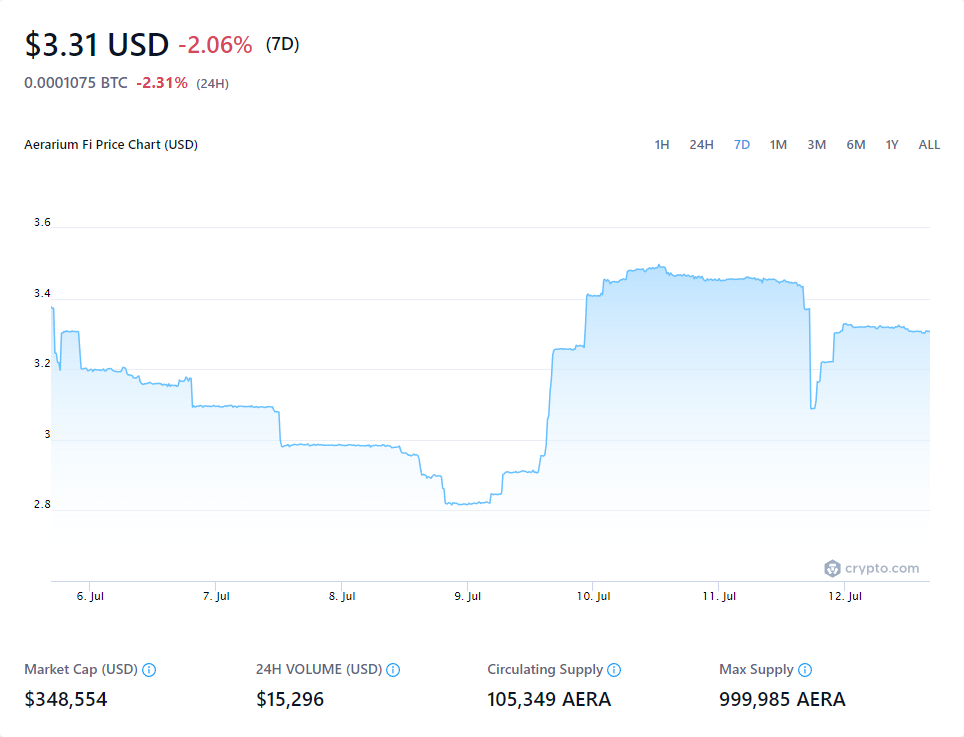 $3.31 USD -2.06% (7D)
0.0001075 BTC -2.31% (24H)
Aerarium Fi Price Chart (USD) 1H 24H 7D 1M 3M 6M 1Y ALL
3.6
3.4
3.2
3
2.8
crypto.com
6. Jul 7. Jul 8. Jul 9. Jul 10. Jul 11. Jul 12. Jul
Market Cap (USD) 24H VOLUME (USD) Circulating Supply Max Supply
$348,554 $15,296 105,349 AERA 999,985 AERA